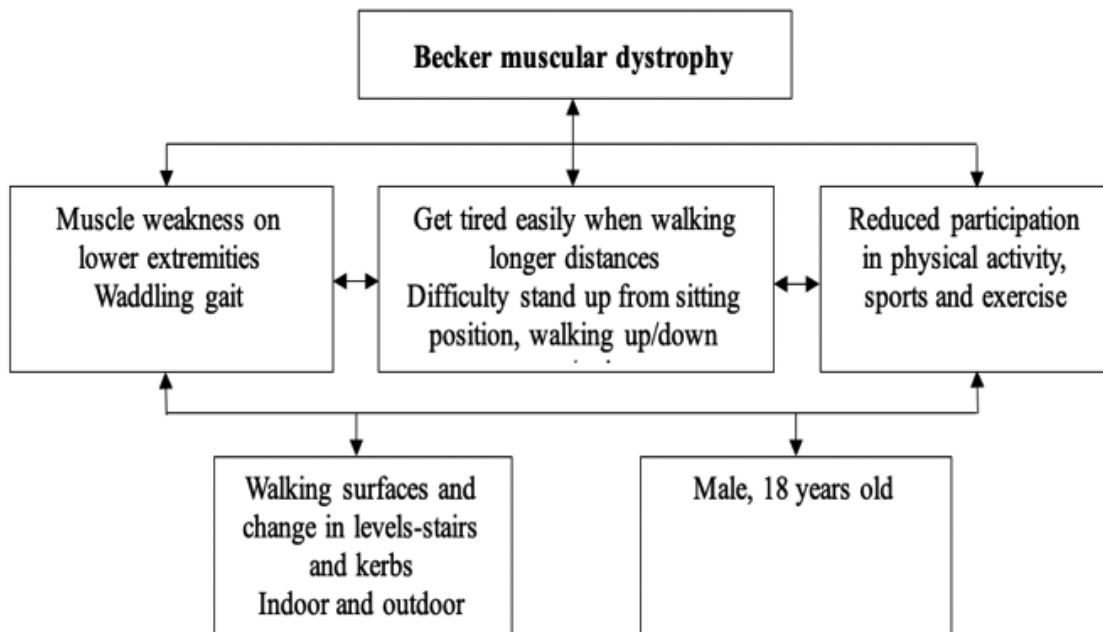 Becker muscular dystrophy
Muscle weakness on
lower extremities
Waddling gait
Get tired easily when walking
longer distances
Difficulty stand up from sitting
position, walking up/down
Reduced participation
in physical activity,
sports and exercise
Walking surfaces and
change in levels-stairs
and kerbs
Indoor and outdoor
Male, 18 years old